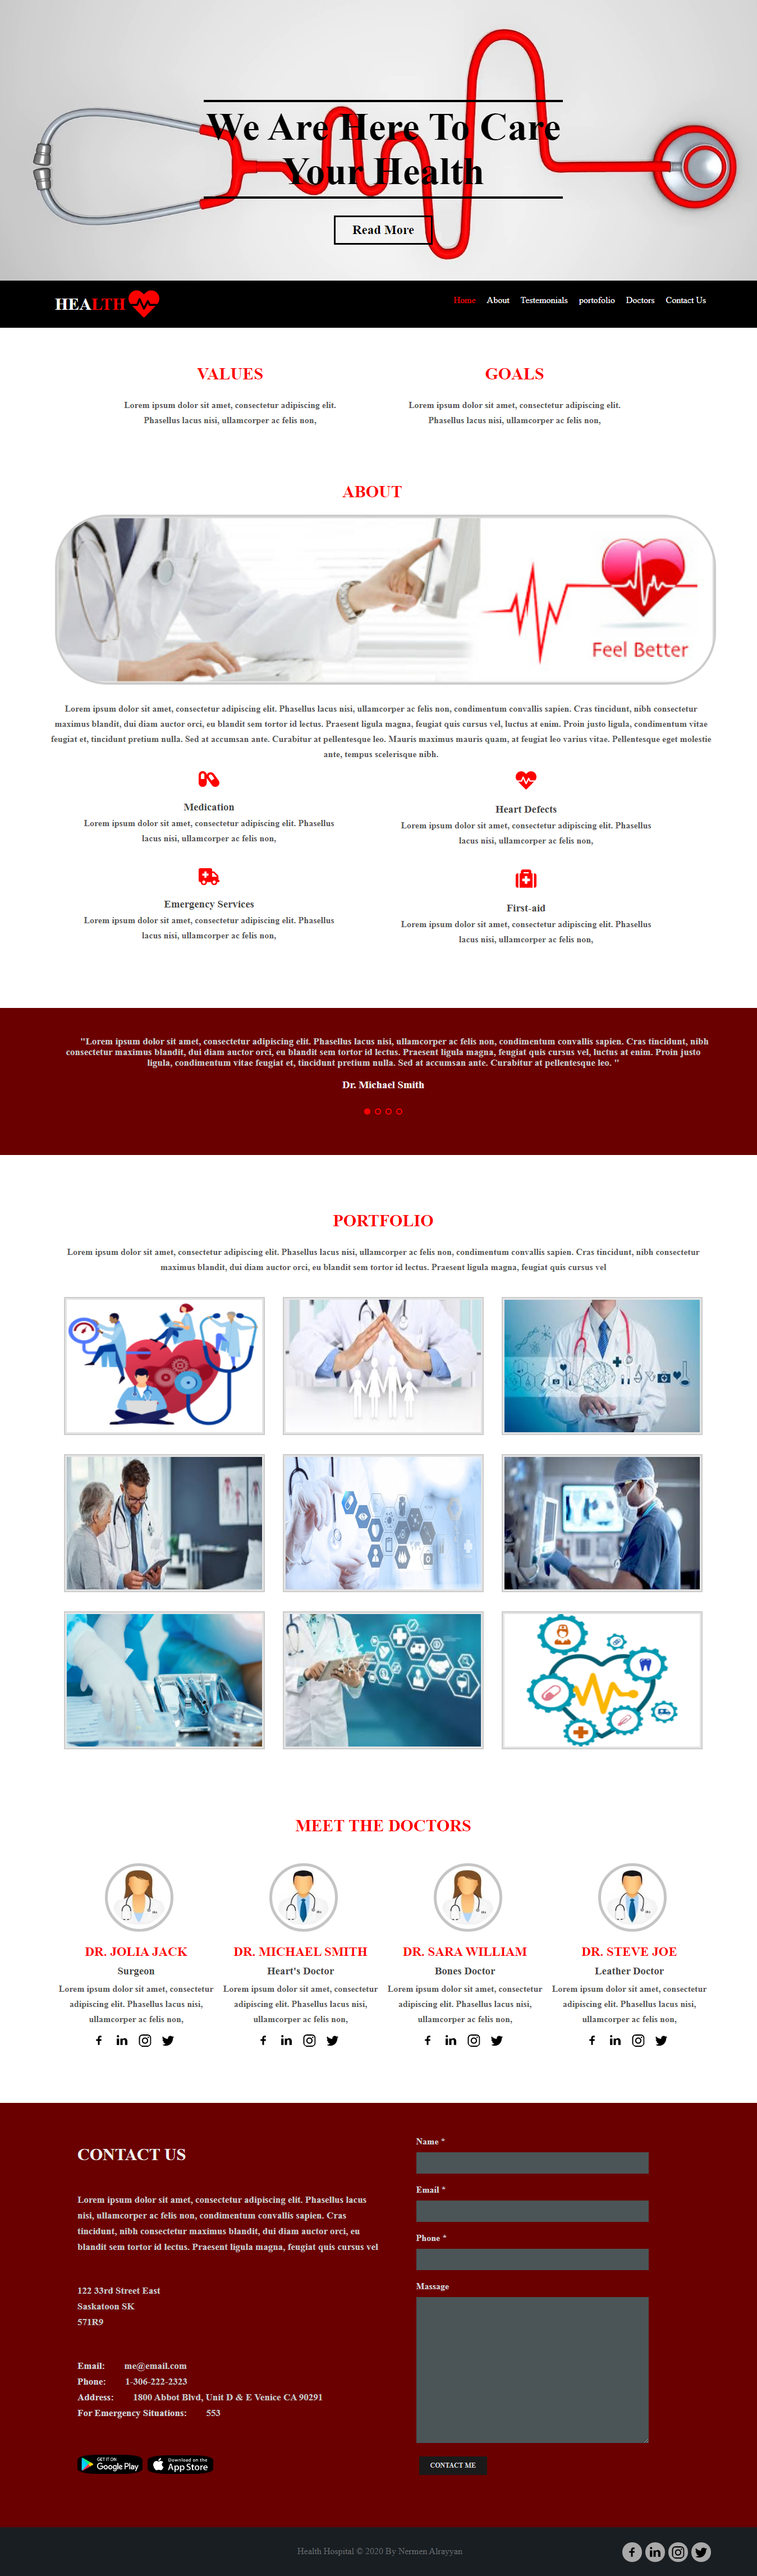 We Are Here To Care
Your Health
Read More
HEALTH
Home About Testemonials portofolio Doctors Contact Us
VALUES
Lorem ipsum dolor sit amet, consectetur adipiscing elit.
Phasellus lacus nisi, ullamcorper ac felis non,
GOALS
Lorem ipsum dolor sit amet, consectetur adipiscing elit.
Phasellus lacus nisi, ullamcorper ac felis non,
ABOUT
Feel Better
Lorem ipsum dolor sit amet, consectetur adipiscing elit. Phasellus lacus nisi, ullamcorper ac felis non, condimentum convallis sapien. Cras tincidunt, nibh consectetur
maximus blandit, dui diam auctor orci, eu blandit sem tortor id lectus. Praesent ligula magna, feugiat quis cursus vel, luctus at enim. Proin justo ligula, condimentum vitae
feugiat et, tincidunt pretium nulla. Sed at accumsan ante. Curabitur at pellentesque leo. Mauris maximus mauris quam, at feugiat leo varius vitae. Pellentesque eget molestie
ante, tempus scelerisque nibh.
Medication
Lorem ipsum dolor sit amet, consectetur adipiscing elit. Phasellus
lacus nisi, ullamcorper ac felis non,
Heart Defects
Lorem ipsum dolor sit amet, consectetur adipiscing elit. Phasellus
lacus nisi, ullamcorper ac felis non,
Emergency Services
Lorem ipsum dolor sit amet, consectetur adipiscing elit. Phasellus
lacus nisi, ullamcorper ac felis non,
First-aid
Lorem ipsum dolor sit amet, consectetur adipiscing elit. Phasellus
lacus nisi, ullamcorper ac felis non,
"Lorem ipsum dolor sit amet, consectetur adipiscing elit. Phasellus lacus nisi, ullamcorper ac felis non, condimentum convallis sapien. Cras tincidunt, nibh
consectetur maximus blandit, dui diam auctor orci, eu blandit sem tortor id lectus. Praesent ligula magna, feugiat quis cursus vel, luctus at enim. Proin justo
ligula, condimentum vitae feugiat et, tincidunt pretium nulla. Sed at accumsan ante. Curabitur at pellentesque leo. "
Dr. Michael Smith
PORTFOLIO
Lorem ipsum dolor sit amet, consectetur adipiscing elit. Phasellus lacus nisi, ullamcorper ac felis non, condimentum convallis sapien. Cras tincidunt, nibh consectetur
maximus blandit, dui diam auctor orci, eu blandit sem tortor id lectus. Praesent ligula magna, feugiat quis cursus vel
MEET THE DOCTORS
DR. JOLIA JACK
Surgeon
Lorem ipsum dolor sit amet, consectetur
adipiscing elit. Phasellus lacus nisi,
ullamcorper ac felis non,
DR. MICHAEL SMITH
Heart's Doctor
Lorem ipsum dolor sit amet, consectetur
adipiscing elit. Phasellus lacus nisi,
ullamcorper ac felis non,
DR. SARA WILLIAM
Bones Doctor
Lorem ipsum dolor sit amet, consectetur
adipiscing elit. Phasellus lacus nisi,
ullamcorper ac felis non,
DR. STEVE JOE
Leather Doctor
Lorem ipsum dolor sit amet, consectetur
adipiscing elit. Phasellus lacus nisi,
ullamcorper ac felis non,
CONTACT US
Lorem ipsum dolor sit amet, consectetur adipiscing elit. Phasellus lacus
nisi, ullamcorper ac felis non, condimentum convallis sapien. Cras
tincidunt, nibh consectetur maximus blandit, dui diam auctor orci, eu
blandit sem tortor id lectus. Praesent ligula magna, feugiat quis cursus vel
122 33rd Street East
Saskatoon SK
571R9
Email: me@email.com
Phone: 1-306-222-2323
Address: 1800 Abbot Blvd, Unit D & E Venice CA 90291
For Emergency Situations: 553
GET IT ON
Google Play
Download on the
App Store
Name *
Email *
Phone *
Massage
CONTACT ME
Health Hospital © 2020 By Nermen Alrayyan